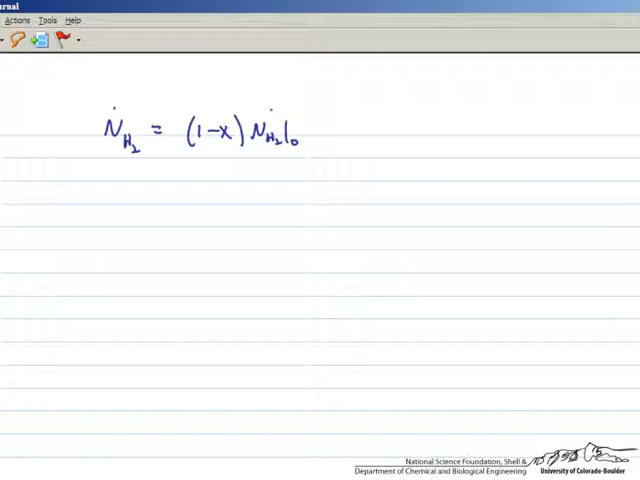 Journal
Actions Tools Help
Ṅ_H₂ = (1-x) Ṅ_H₂|₀
National Science Foundation, Shell &
Department of Chemical and Biological Engineering
University of Colorado-Boulder